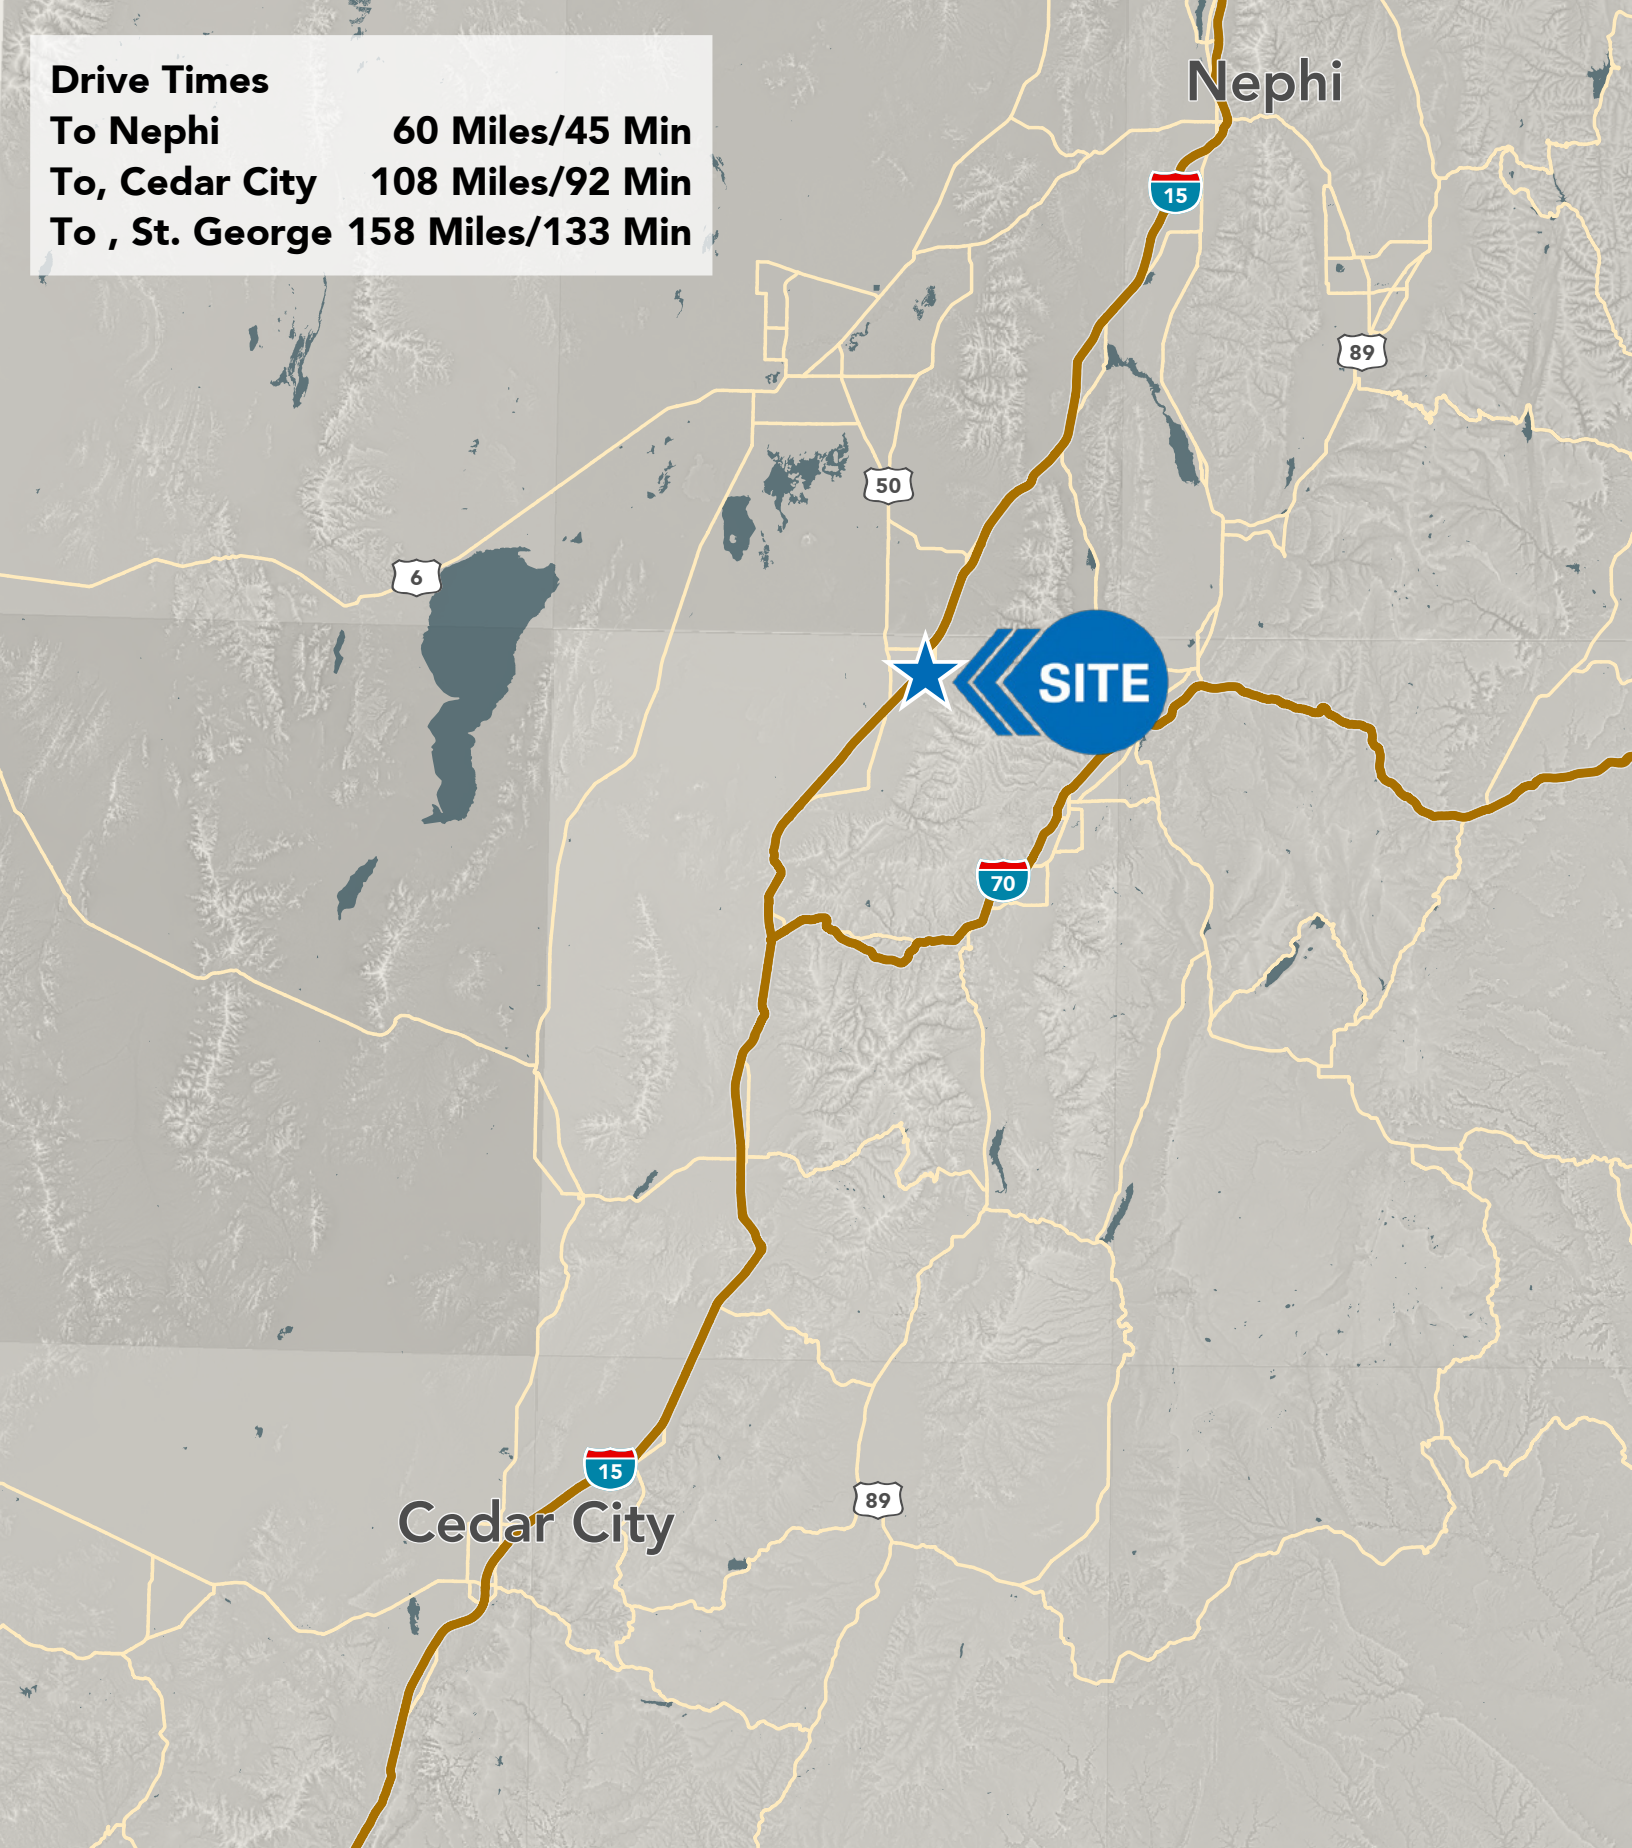 Drive Times
To Nephi 60 Miles/45 Min
To, Cedar City 108 Miles/92 Min
To , St. George 158 Miles/133 Min
Nephi
15
89
50
6
SITE
70
15
Cedar City
89